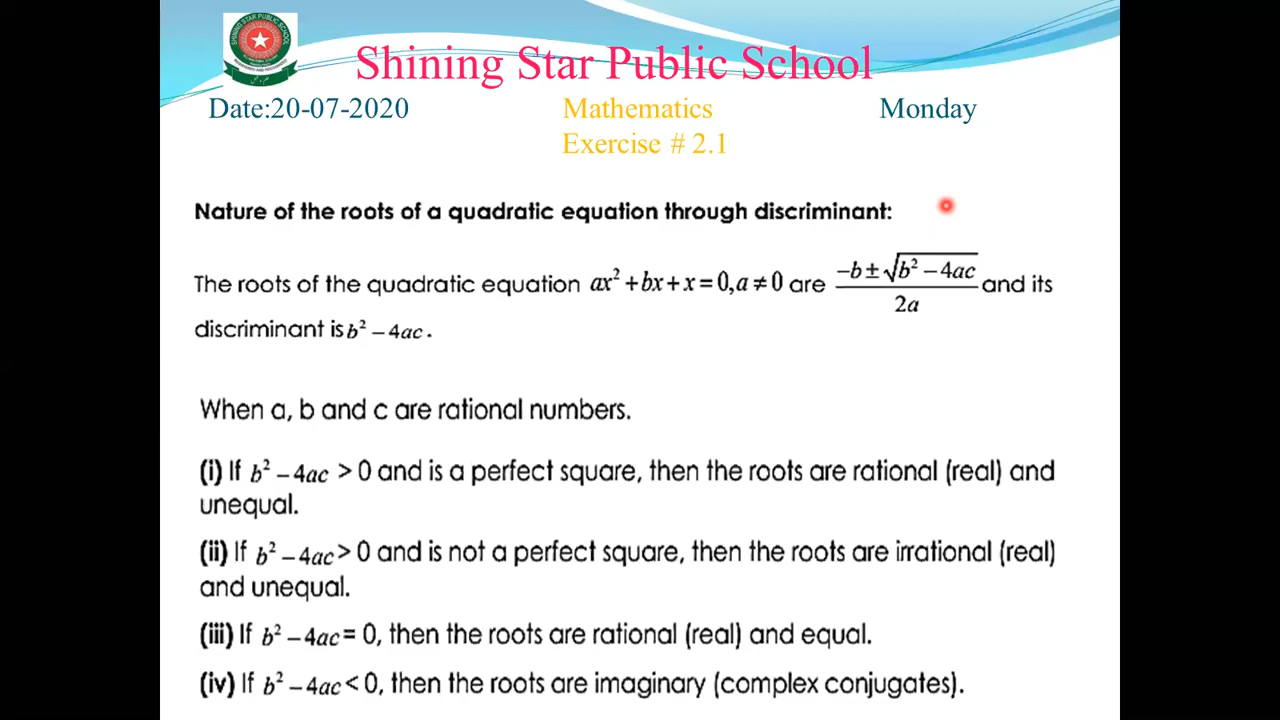 SHINING STAR PUBLIC SCHOOL
Shining Star Public School
Date:20-07-2020 Mathematics Monday
Exercise # 2.1
Nature of the roots of a quadratic equation through discriminant:
The roots of the quadratic equation ax² + bx + x = 0, a ≠ 0 are (−b ± √(b² − 4ac)) / 2a and its
discriminant is b² − 4ac .
When a, b and c are rational numbers.
(i) If b² − 4ac > 0 and is a perfect square, then the roots are rational (real) and
unequal.
(ii) If b² − 4ac > 0 and is not a perfect square, then the roots are irrational (real)
and unequal.
(iii) If b² − 4ac = 0, then the roots are rational (real) and equal.
(iv) If b² − 4ac < 0, then the roots are imaginary (complex conjugates).